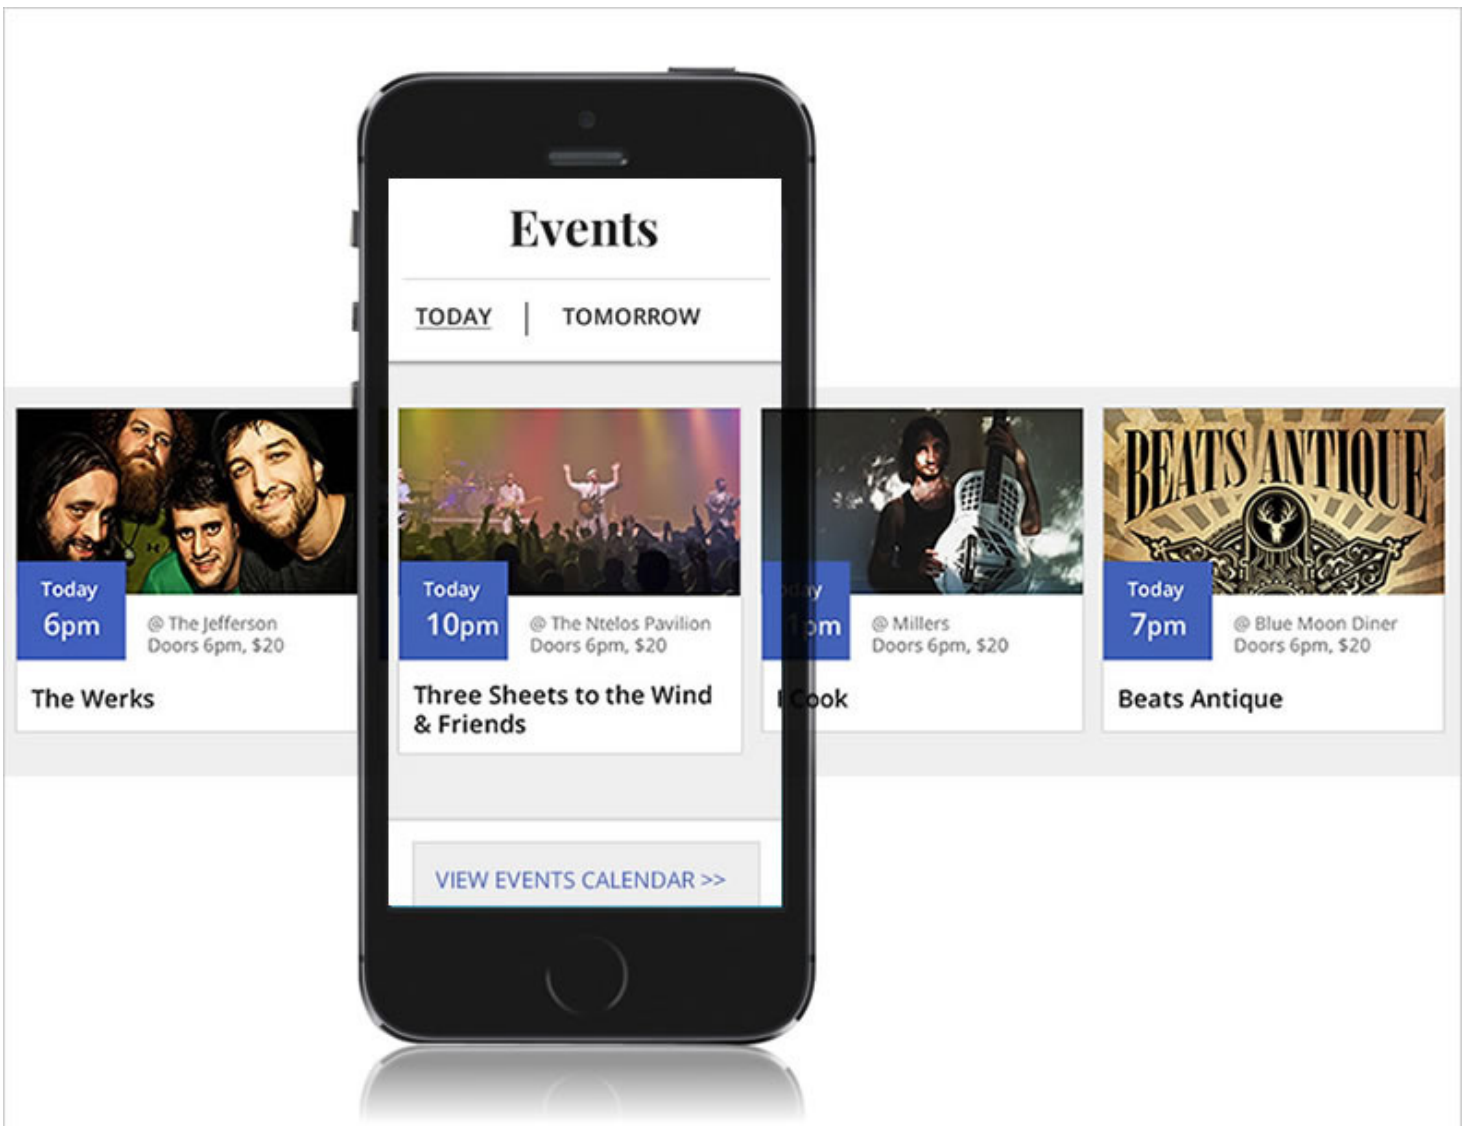 Events
TODAY | TOMORROW
Today
6pm
@ The Jefferson
Doors 6pm, $20
The Werks
Today
10pm
@ The Ntelos Pavilion
Doors 6pm, $20
Three Sheets to the Wind
& Friends
Today
@ Millers
Doors 6pm, $20
I Cook
BEATS ANTIQUE
Today
7pm
@ Blue Moon Diner
Doors 6pm, $20
Beats Antique
VIEW EVENTS CALENDAR >>